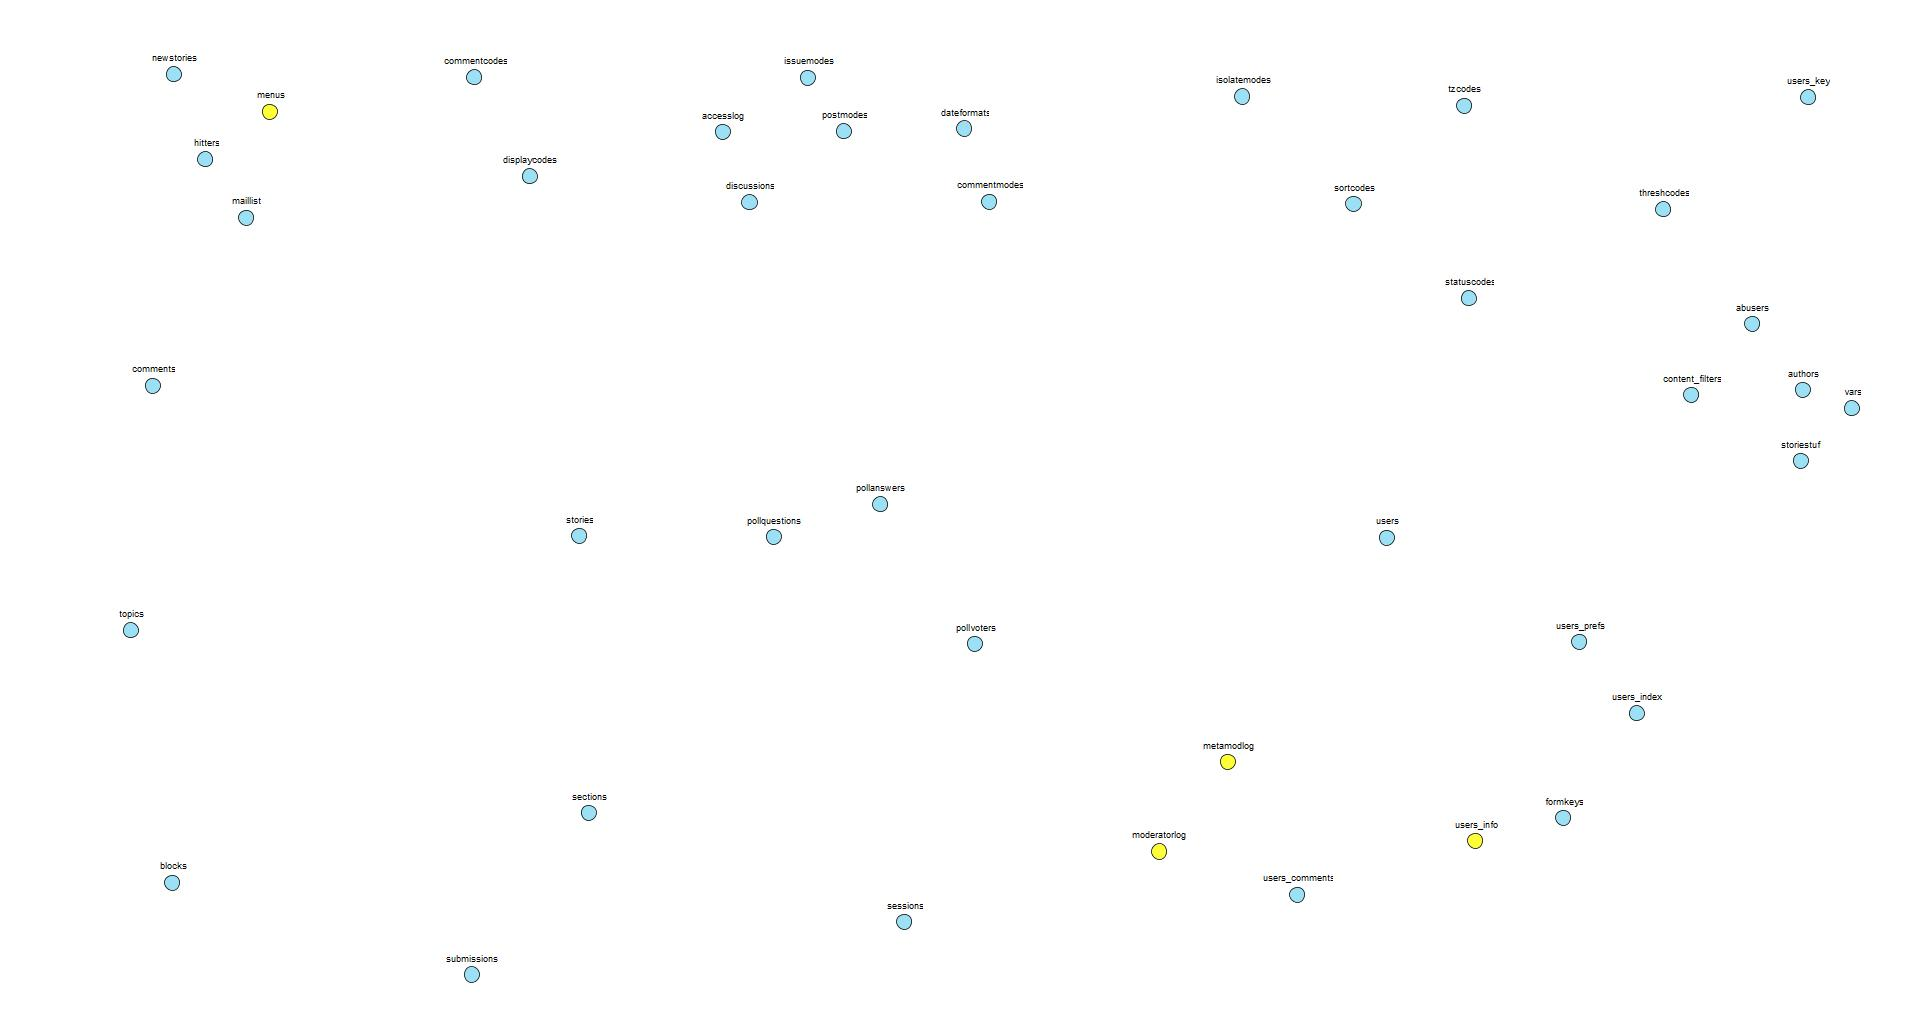 newstories
commentcodes
issuemodes
isolatemodes
users_key
tzcodes
menus
accesslog
postmodes
dateformats
hitters
displaycodes
discussions
commentmodes
sortcodes
threshcodes
maillist
statuscodes
abusers
comments
authors
content_filters
vars
storiestuf
pollanswers
stories
pollquestions
users
topics
pollvoters
users_prefs
users_index
metamodlog
sections
formkeys
users_info
moderatorlog
blocks
users_comments
sessions
submissions